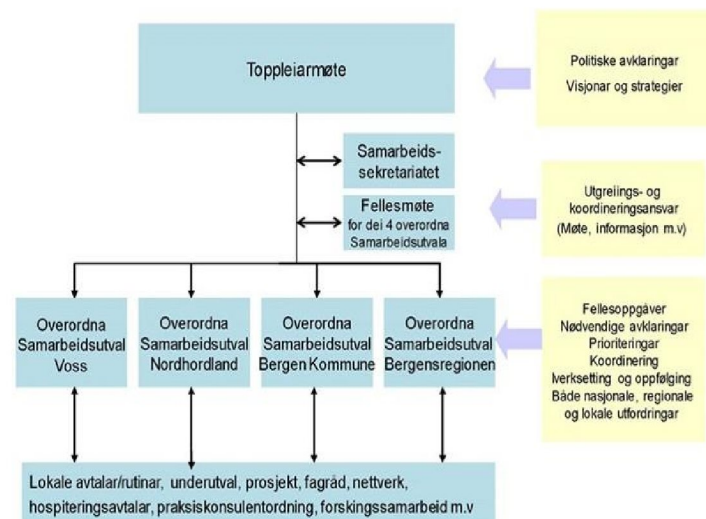 Toppleiarmøte
Politiske avklaringar
Visjonar og strategier
Samarbeids-
sekretariatet
Fellesmøte
for dei 4 overordna
Samarbeidsutvala
Utgreiings- og
koordineringsansvar
(Møte, informasjon m.v)
Overordna
Samarbeidsutval
Voss
Overordna
Samarbeidsutval
Nordhordland
Overordna
Samarbeidsutval
Bergen Kommune
Overordna
Samarbeidsutval
Bergensregionen
Fellesoppgåver
Nødvendige avklaringar
Prioriteringar
Koordinering
Iverksetting og oppfølging
Både nasjonale, regionale
og lokale utfordringar
Lokale avtalar/rutinar, underutval, prosjekt, fagråd, nettverk,
hospiteringsavtalar, praksiskonsulentordning, forskingssamarbeid m.v